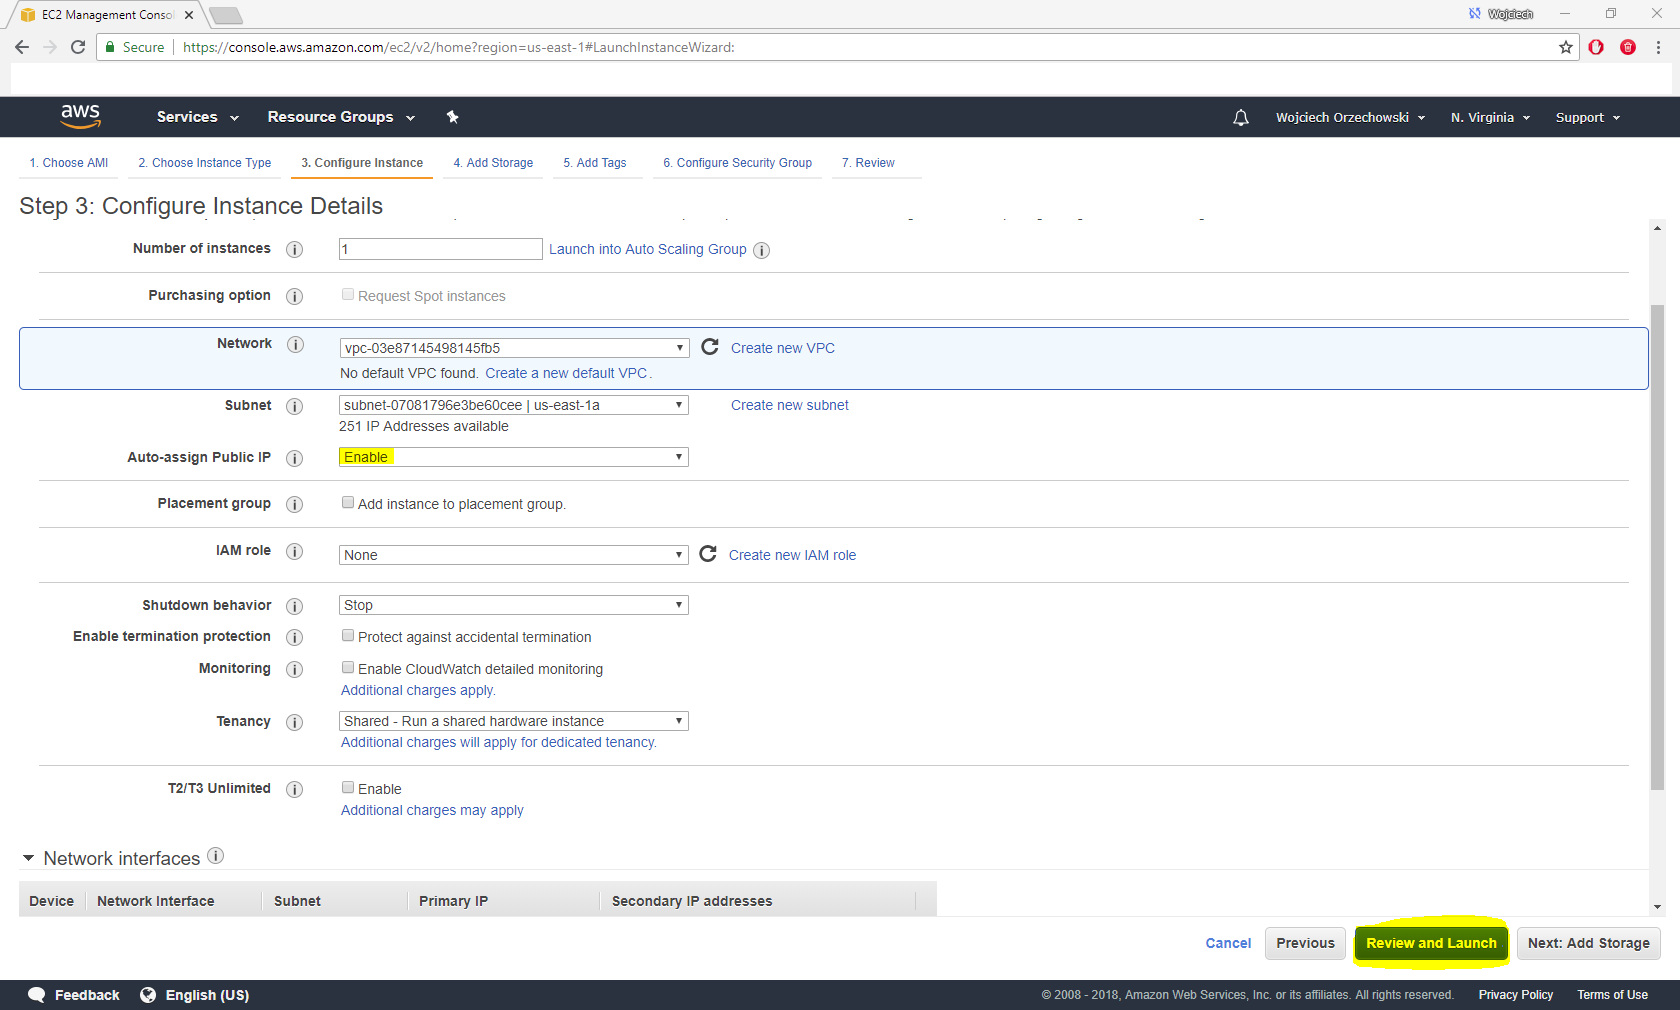 EC2 Management Consol
Wojciech
Secure
https://console.aws.amazon.com/ec2/v2/home?region=us-east-1#LaunchInstanceWizard:
aws
Services
Resource Groups
Wojciech Orzechowski
N. Virginia
Support
1. Choose AMI
2. Choose Instance Type
3. Configure Instance
4. Add Storage
5. Add Tags
6. Configure Security Group
7. Review
Step 3: Configure Instance Details
Number of instances
1
Launch into Auto Scaling Group
Purchasing option
Request Spot instances
Network
vpc-03e87145498145fb5
Create new VPC
No default VPC found. Create a new default VPC.
Subnet
subnet-07081796e3be60cee | us-east-1a
Create new subnet
251 IP Addresses available
Auto-assign Public IP
Enable
Placement group
Add instance to placement group.
IAM role
None
Create new IAM role
Shutdown behavior
Stop
Enable termination protection
Protect against accidental termination
Monitoring
Enable CloudWatch detailed monitoring
Additional charges apply.
Tenancy
Shared - Run a shared hardware instance
Additional charges will apply for dedicated tenancy.
T2/T3 Unlimited
Enable
Additional charges may apply
Network interfaces
Device
Network Interface
Subnet
Primary IP
Secondary IP addresses
Cancel
Previous
Review and Launch
Next: Add Storage
Feedback
English (US)
© 2008 - 2018, Amazon Web Services, Inc. or its affiliates. All rights reserved.
Privacy Policy
Terms of Use